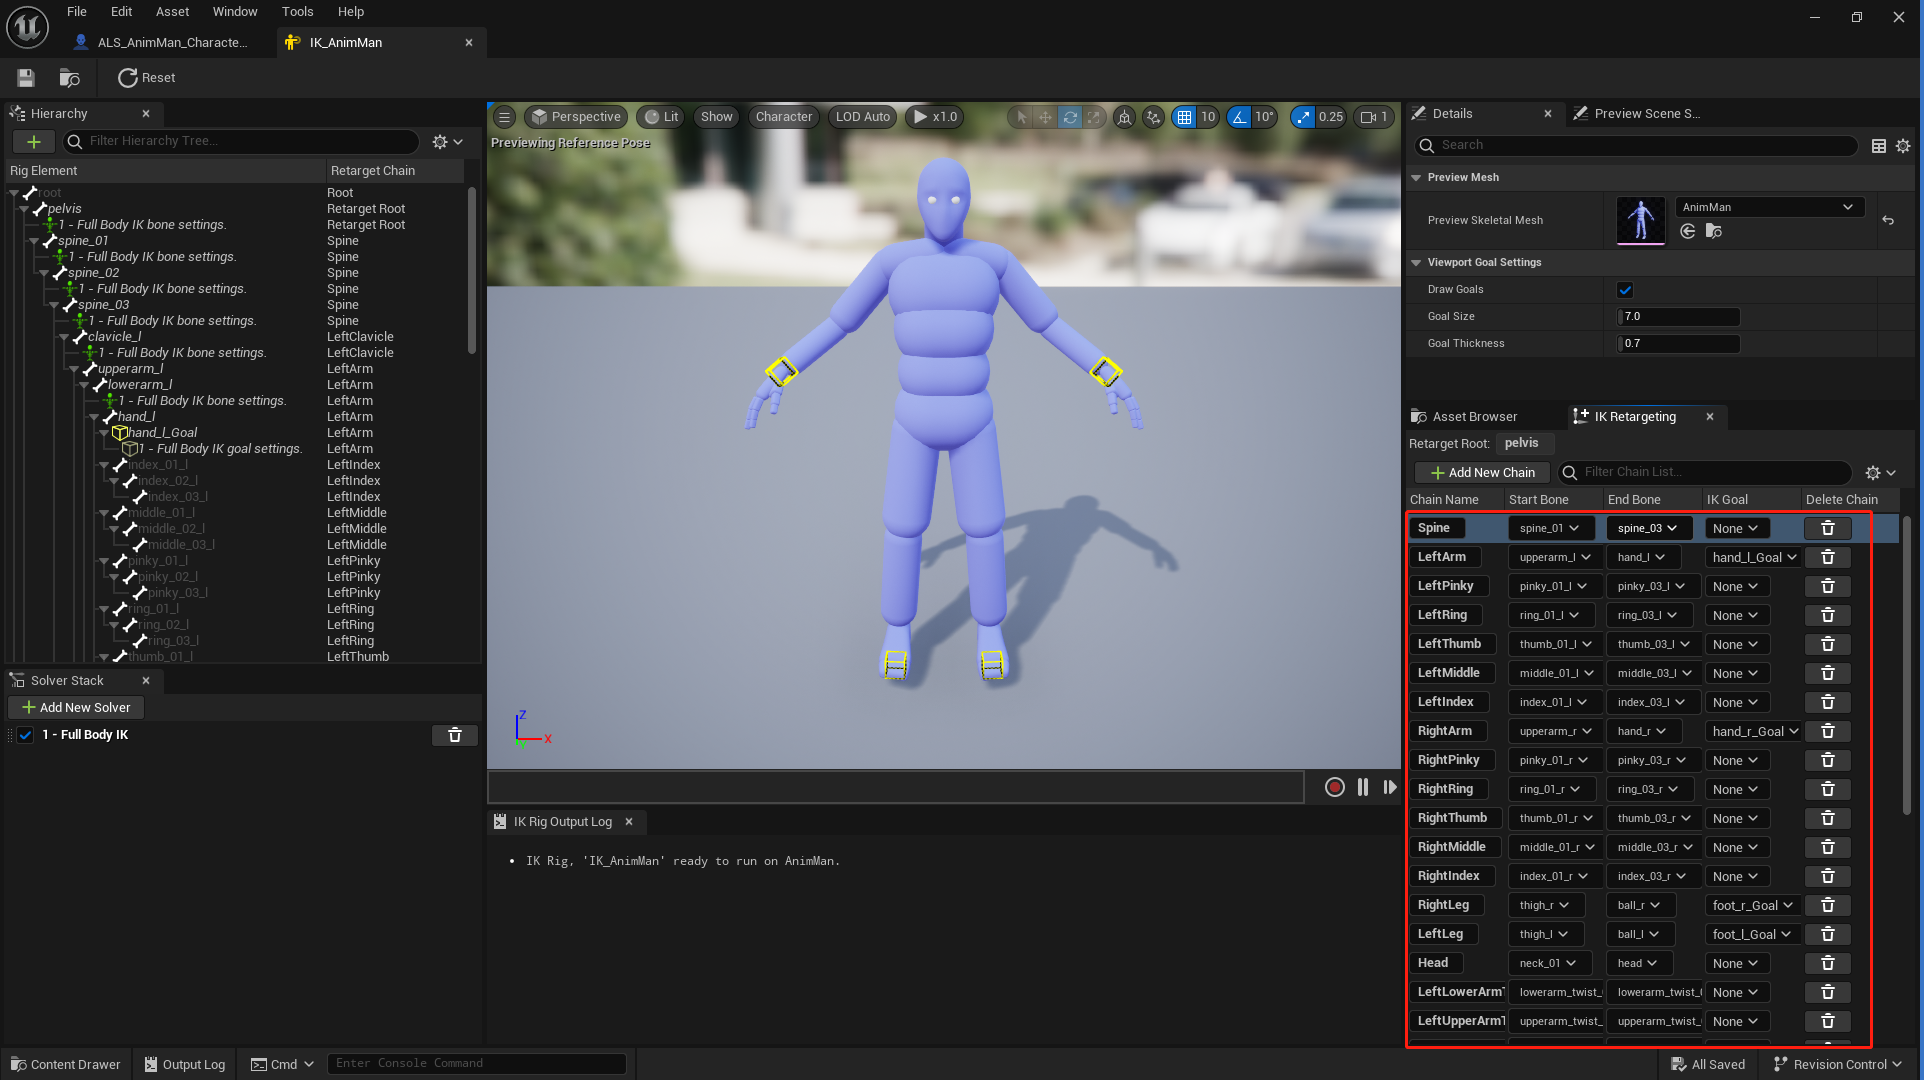 File Edit Asset Window Tools Help
ALS_AnimMan_Characte...
IK_AnimMan
Reset
Hierarchy
Filter Hierarchy Tree...
Rig Element Retarget Chain
root Root
pelvis Retarget Root
1 - Full Body IK bone settings. Retarget Root
spine_01 Spine
1 - Full Body IK bone settings. Spine
spine_02 Spine
1 - Full Body IK bone settings. Spine
spine_03 Spine
1 - Full Body IK bone settings. Spine
clavicle_l LeftClavicle
1 - Full Body IK bone settings. LeftClavicle
upperarm_l LeftArm
lowerarm_l LeftArm
1 - Full Body IK bone settings. LeftArm
hand_l LeftArm
hand_l_Goal LeftArm
1 - Full Body IK goal settings. LeftArm
index_01_l LeftIndex
index_02_l LeftIndex
index_03_l LeftIndex
middle_01_l LeftMiddle
middle_02_l LeftMiddle
middle_03_l LeftMiddle
pinky_01_l LeftPinky
pinky_02_l LeftPinky
pinky_03_l LeftPinky
ring_01_l LeftRing
ring_02_l LeftRing
ring_03_l LeftRing
thumb_01_l LeftThumb
Solver Stack
Add New Solver
1 - Full Body IK
Perspective Lit Show Character LOD Auto x1.0 10 10° 0.25 1
Previewing Reference Pose
Z
X
Y
IK Rig Output Log
• IK Rig, 'IK_AnimMan' ready to run on AnimMan.
Details
Preview Scene S...
Search
Preview Mesh
Preview Skeletal Mesh AnimMan
Viewport Goal Settings
Draw Goals
Goal Size 7.0
Goal Thickness 0.7
Asset Browser
IK Retargeting
Retarget Root: pelvis
Add New Chain Filter Chain List...
Chain Name Start Bone End Bone IK Goal Delete Chain
Spine spine_01 spine_03 None
LeftArm upperarm_l hand_l hand_l_Goal
LeftPinky pinky_01_l pinky_03_l None
LeftRing ring_01_l ring_03_l None
LeftThumb thumb_01_l thumb_03_l None
LeftMiddle middle_01_l middle_03_l None
LeftIndex index_01_l index_03_l None
RightArm upperarm_r hand_r hand_r_Goal
RightPinky pinky_01_r pinky_03_r None
RightRing ring_01_r ring_03_r None
RightThumb thumb_01_r thumb_03_r None
RightMiddle middle_01_r middle_03_r None
RightIndex index_01_r index_03_r None
RightLeg thigh_r ball_r foot_r_Goal
LeftLeg thigh_l ball_l foot_l_Goal
Head neck_01 head None
LeftLowerArmT lowerarm_twist_ lowerarm_twist_ None
LeftUpperArmT upperarm_twist_ upperarm_twist_ None
Content Drawer Output Log Cmd Enter Console Command All Saved Revision Control